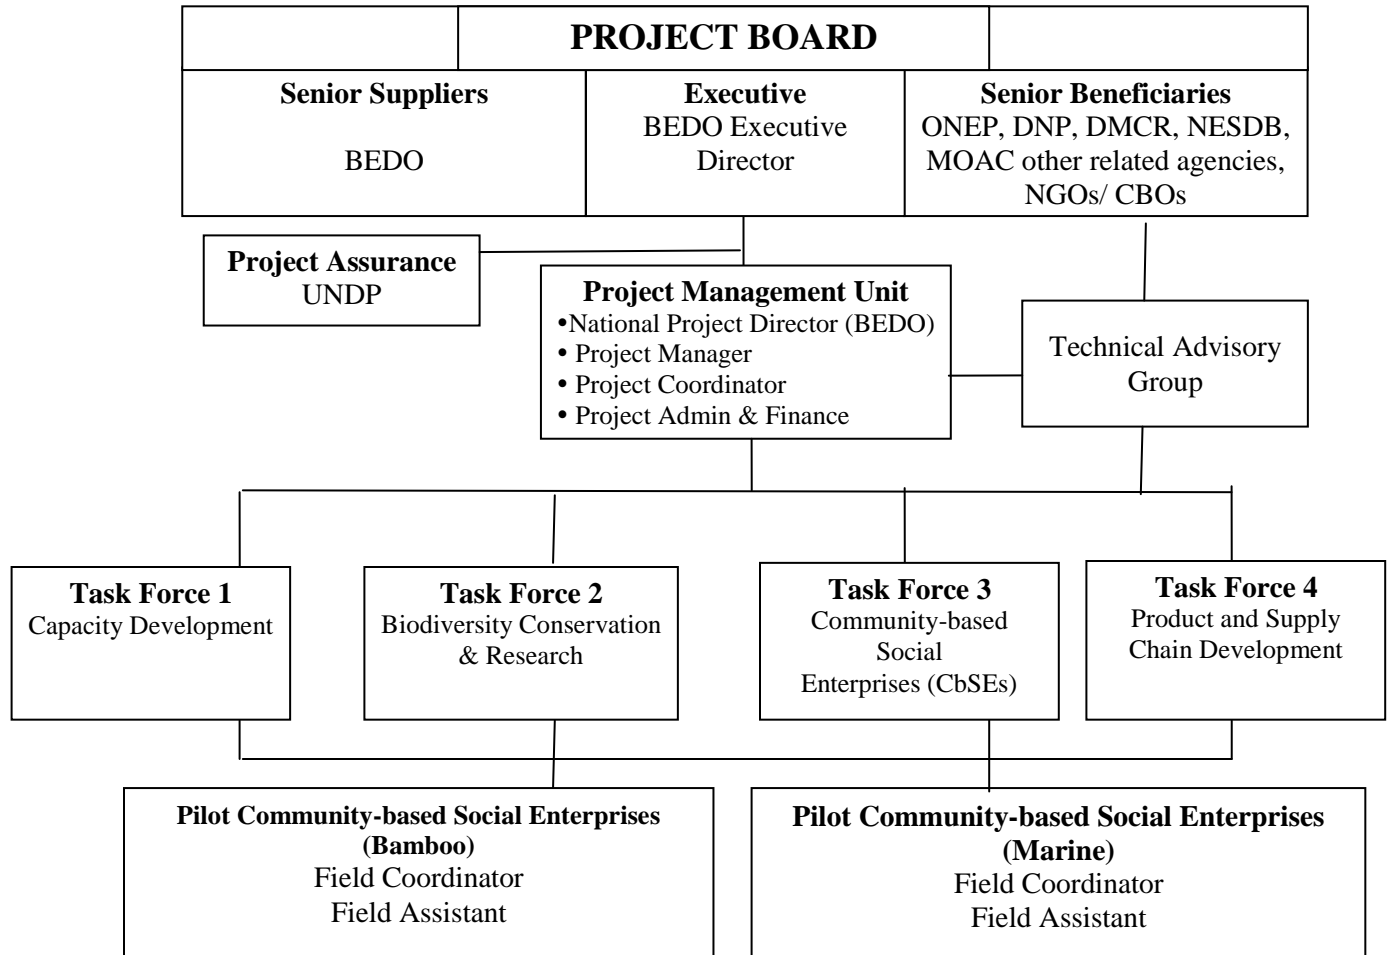 PROJECT BOARD
Senior Suppliers
BEDO
Executive
BEDO Executive
Director
Senior Beneficiaries
ONEP, DNP, DMCR, NESDB,
MOAC other related agencies,
NGOs/ CBOs
Project Assurance
UNDP
Project Management Unit
•National Project Director (BEDO)
• Project Manager
• Project Coordinator
• Project Admin & Finance
Technical Advisory
Group
Task Force 1
Capacity Development
Task Force 2
Biodiversity Conservation
& Research
Task Force 3
Community-based
Social
Enterprises (CbSEs)
Task Force 4
Product and Supply
Chain Development
Pilot Community-based Social Enterprises
(Bamboo)
Field Coordinator
Field Assistant
Pilot Community-based Social Enterprises
(Marine)
Field Coordinator
Field Assistant